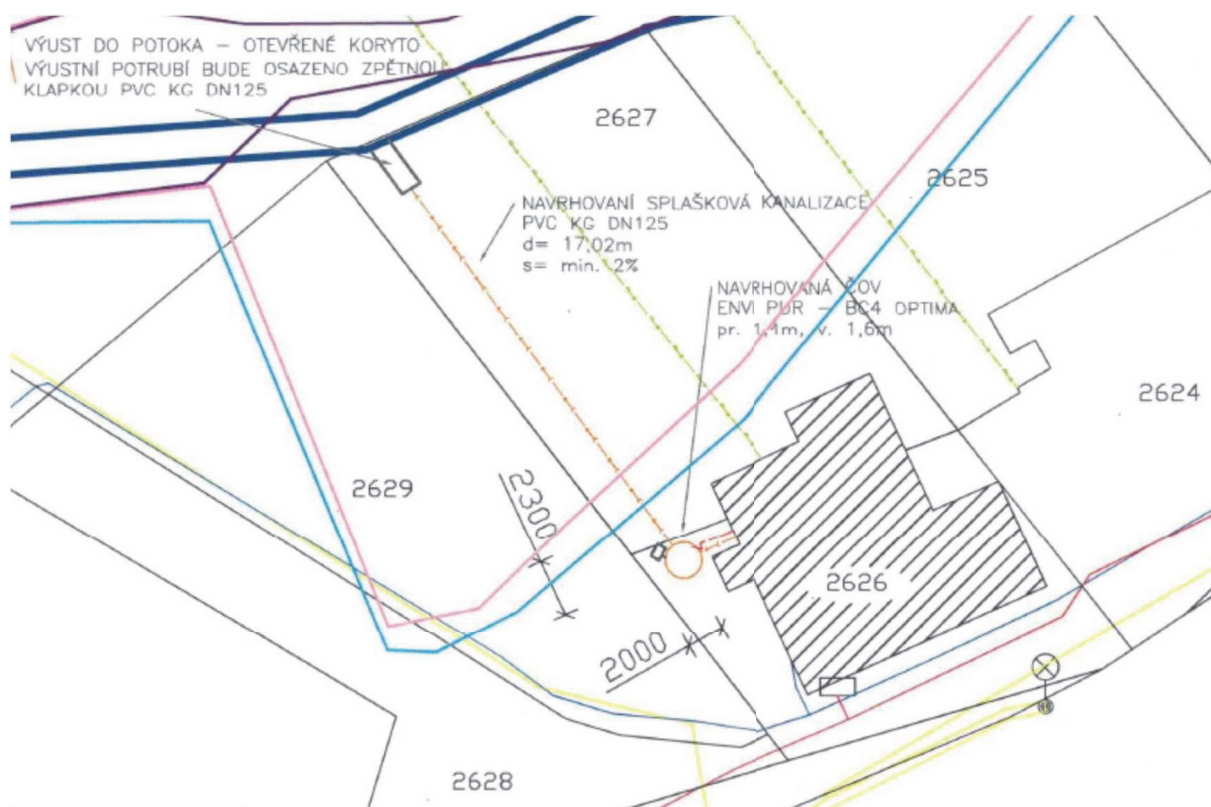 VÝUST DO POTOKA – OTEVŘENÉ KORYTO
VÝUSTNÍ POTRUBÍ BUDE OSAZENO ZPĚTNOU
KLAPKOU PVC KG DN125
2627
2625
NAVRHOVANÍ SPLAŠKOVÁ KANALIZACE
PVC KG DN125
d= 17,02m
s= min. 2%
NAVRHOVANÁ ČOV
ENVI PUR – BC4 OPTIMA
pr. 1,4m, v. 1,6m
2624
2629
2300
2626
2000
2628